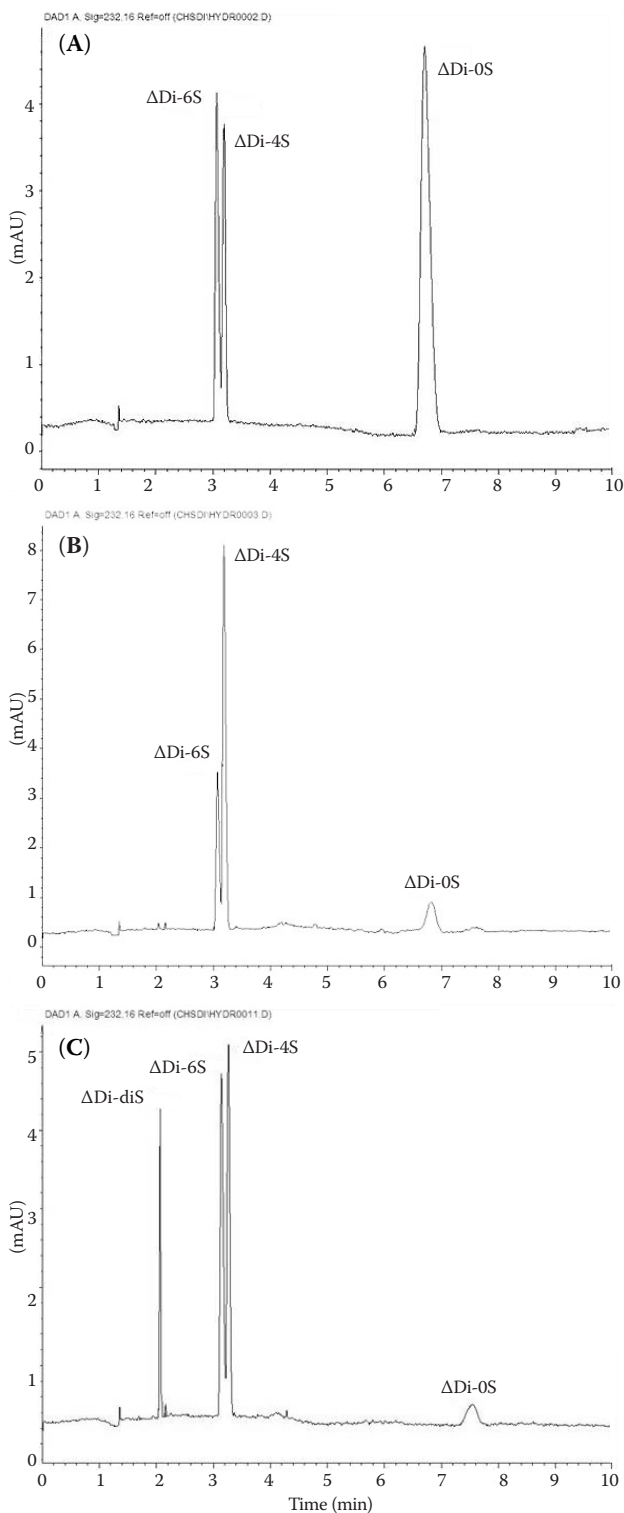 DAD1 A, Sig=232,16 Ref=off (CHSDI\HYDR0002.D)
(A)
ΔDi-0S
ΔDi-6S
ΔDi-4S
4
3
2
1
0
(mAU)
0 1 2 3 4 5 6 7 8 9 10
DAD1 A, Sig=232,16 Ref=off (CHSDI\HYDR0003.D)
(B)
ΔDi-4S
ΔDi-6S
ΔDi-0S
8
7
6
5
4
3
2
1
0
(mAU)
0 1 2 3 4 5 6 7 8 9 10
DAD1 A, Sig=232,16 Ref=off (CHSDI\HYDR0011.D)
(C)
ΔDi-4S
ΔDi-6S
ΔDi-diS
ΔDi-0S
5
4
3
2
1
0
(mAU)
0 1 2 3 4 5 6 7 8 9 10
Time (min)